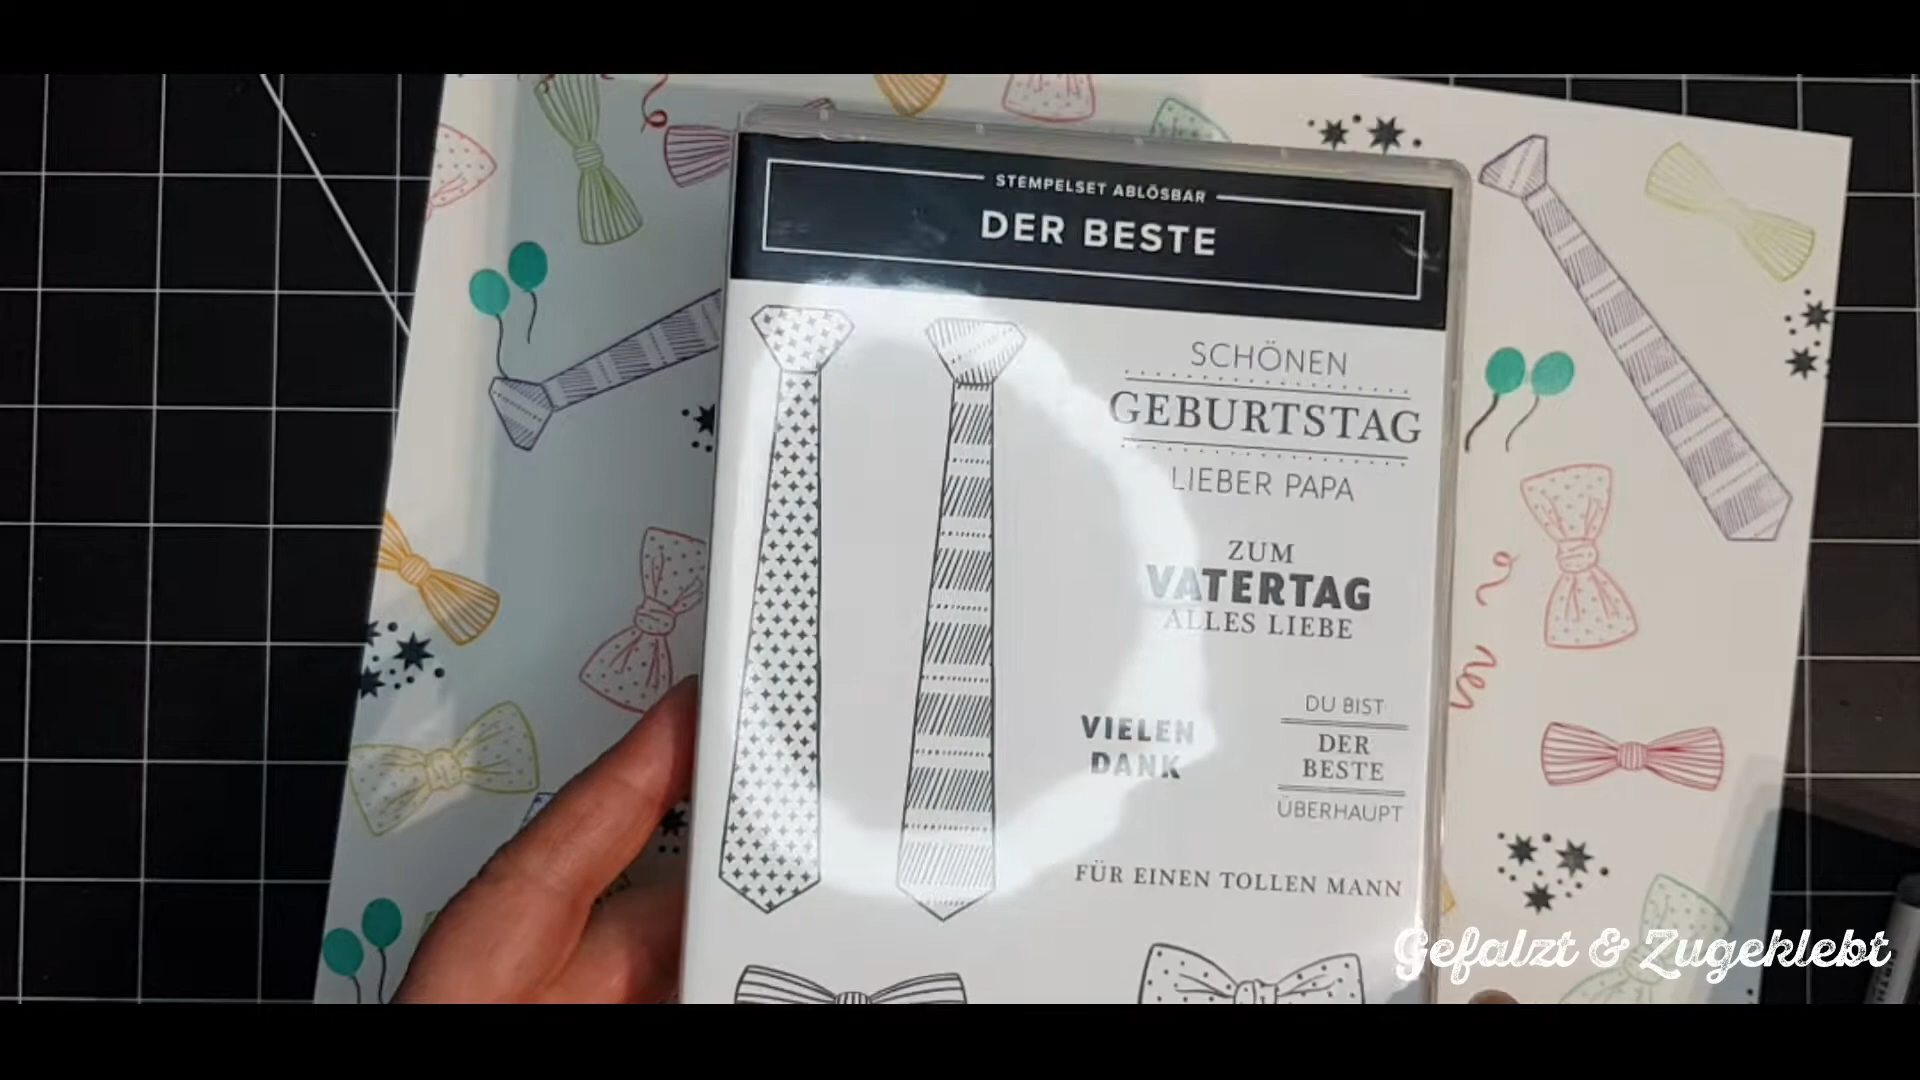 STEMPELSET ABLÖSBAR
DER BESTE
SCHÖNEN
GEBURTSTAG
LIEBER PAPA
ZUM
VATERTAG
ALLES LIEBE
VIELEN
DANK
DU BIST
DER
BESTE
ÜBERHAUPT
FÜR EINEN TOLLEN MANN
Gefalzt & Zugeklebt